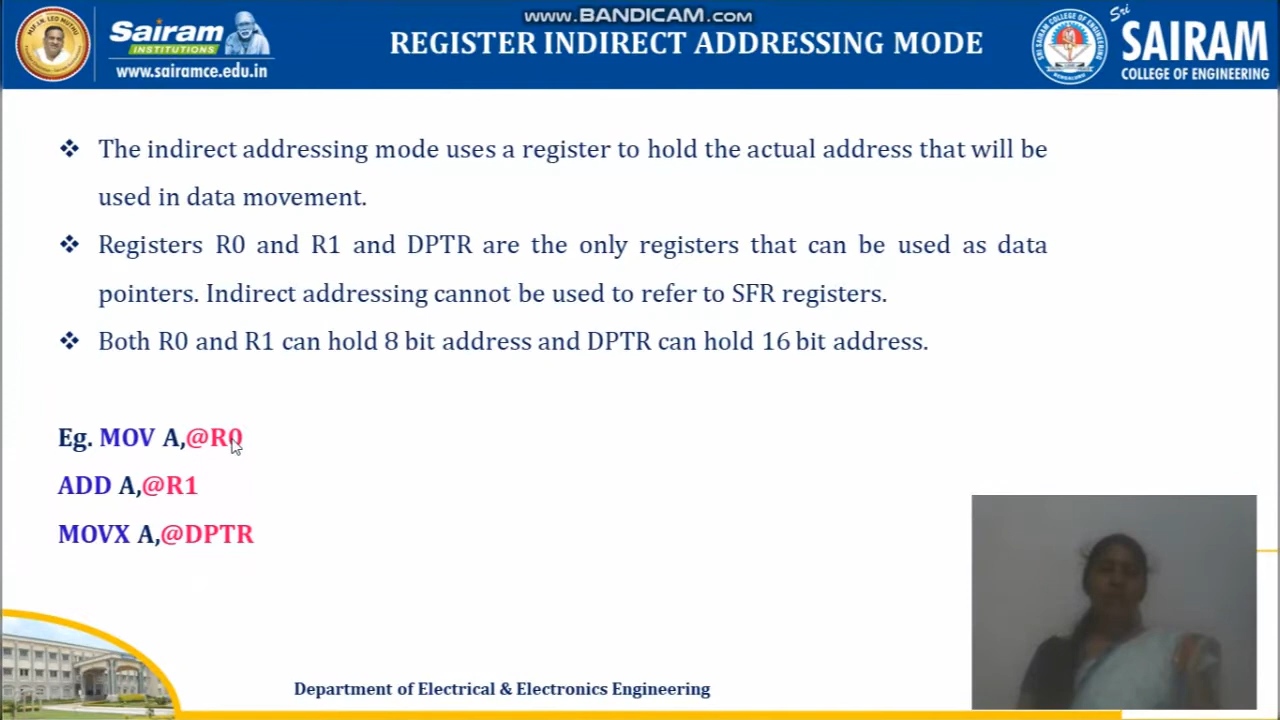 www.BANDICAM.com
Sairam
INSTITUTIONS
www.sairamce.edu.in
REGISTER INDIRECT ADDRESSING MODE
Sri
SAIRAM
COLLEGE OF ENGINEERING
❖ The indirect addressing mode uses a register to hold the actual address that will be
used in data movement.
❖ Registers R0 and R1 and DPTR are the only registers that can be used as data
pointers. Indirect addressing cannot be used to refer to SFR registers.
❖ Both R0 and R1 can hold 8 bit address and DPTR can hold 16 bit address.
Eg. MOV A,@R0
ADD A,@R1
MOVX A,@DPTR
Department of Electrical & Electronics Engineering